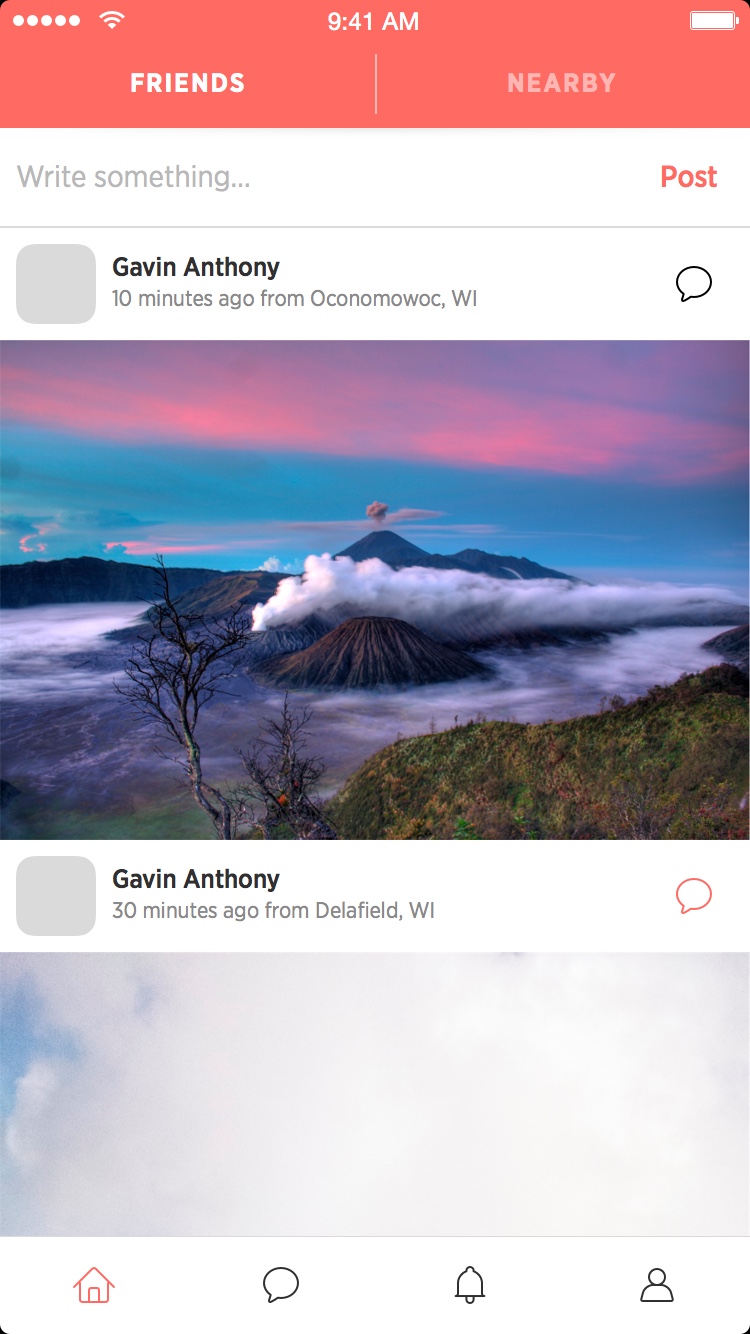 9:41 AM
FRIENDS
NEARBY
Write something...
Post
Gavin Anthony
10 minutes ago from Oconomowoc, WI
Gavin Anthony
30 minutes ago from Delafield, WI